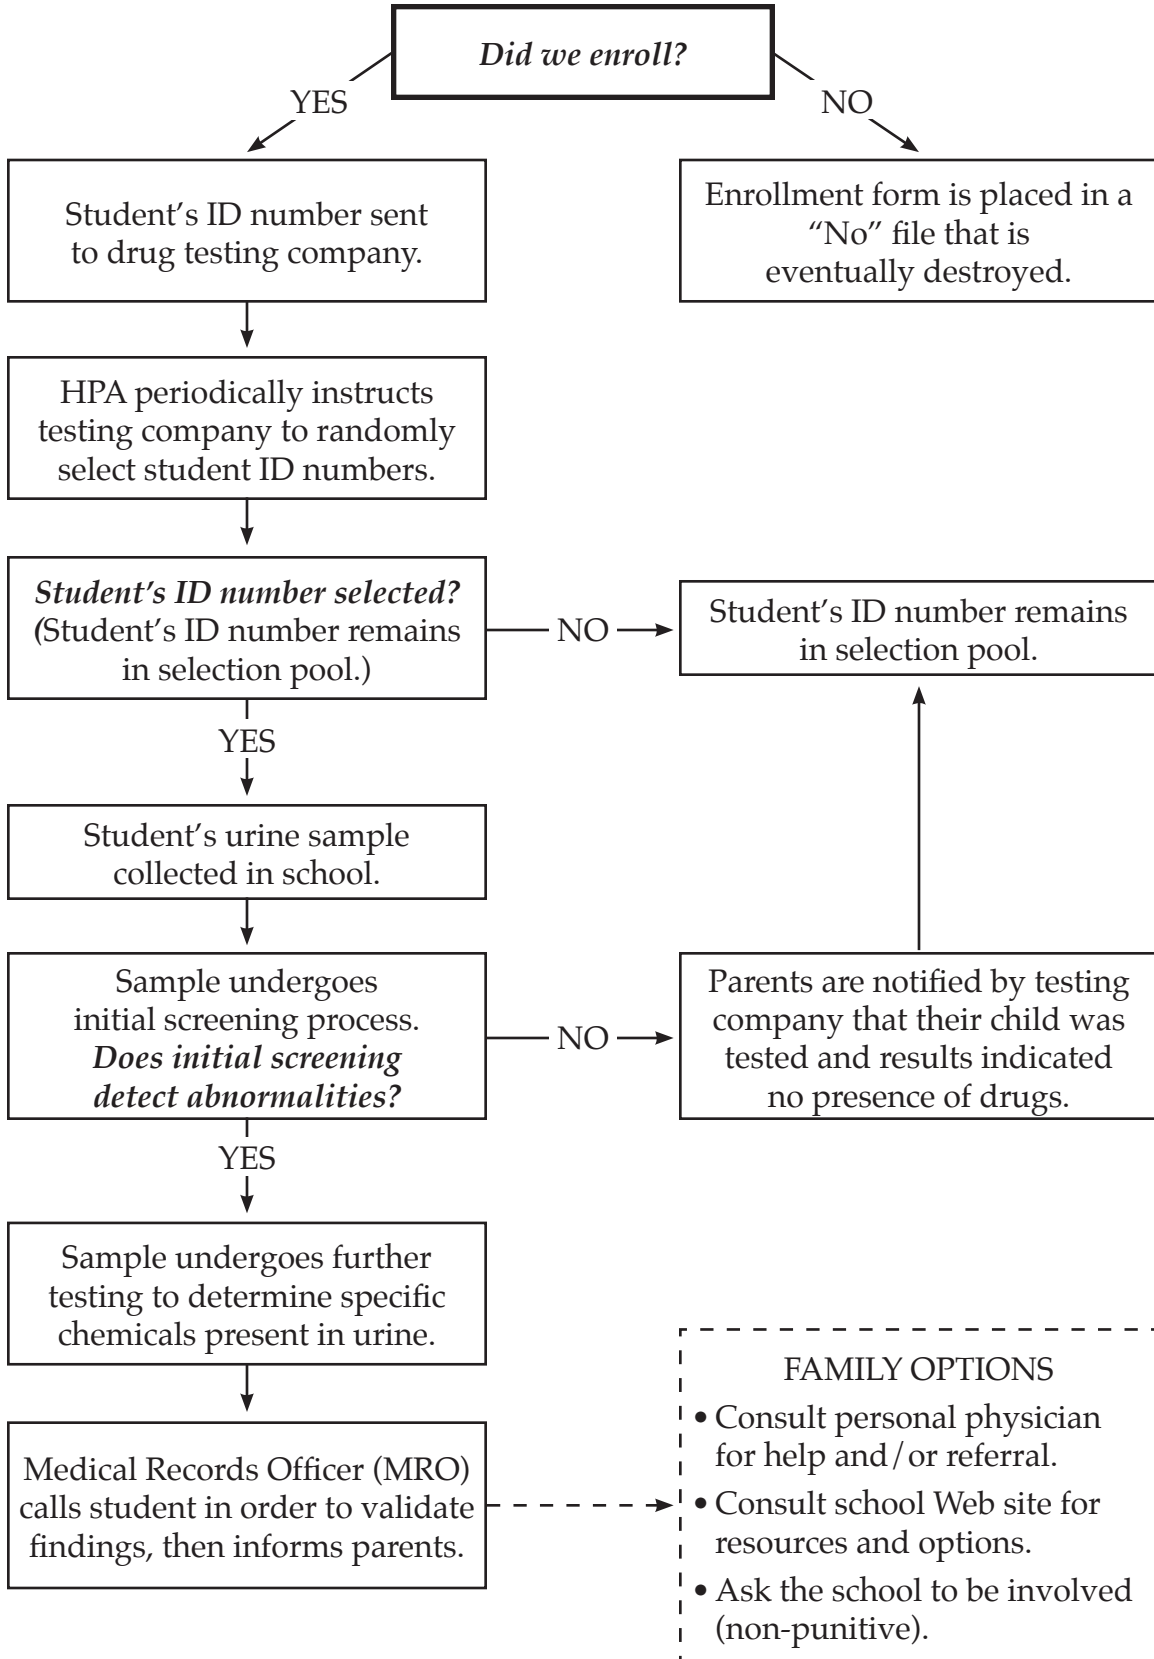 Did we enroll?
YES
NO
Student’s ID number sent
to drug testing company.
Enrollment form is placed in a
“No” file that is
eventually destroyed.
HPA periodically instructs
testing company to randomly
select student ID numbers.
Student’s ID number selected?
(Student’s ID number remains
in selection pool.)
NO
Student’s ID number remains
in selection pool.
YES
Student’s urine sample
collected in school.
Sample undergoes
initial screening process.
Does initial screening
detect abnormalities?
NO
Parents are notified by testing
company that their child was
tested and results indicated
no presence of drugs.
YES
Sample undergoes further
testing to determine specific
chemicals present in urine.
Medical Records Officer (MRO)
calls student in order to validate
findings, then informs parents.
FAMILY OPTIONS
• Consult personal physician
for help and/or referral.
• Consult school Web site for
resources and options.
• Ask the school to be involved
(non-punitive).